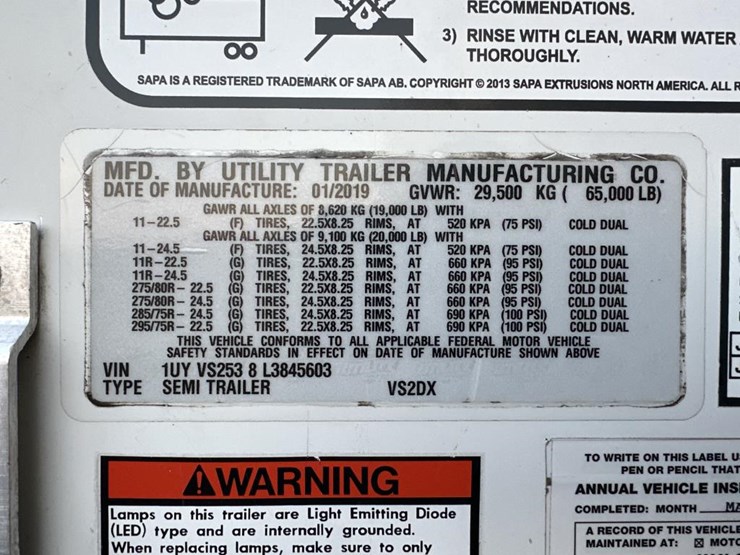 RECOMMENDATIONS.
3) RINSE WITH CLEAN, WARM WATER
THOROUGHLY.
SAPA IS A REGISTERED TRADEMARK OF SAPA AB. COPYRIGHT © 2013 SAPA EXTRUSIONS NORTH AMERICA. ALL R
MFD. BY UTILITY TRAILER MANUFACTURING CO.
DATE OF MANUFACTURE: 01/2019 GVWR: 29,500 KG ( 65,000 LB)
GAWR ALL AXLES OF 8,620 KG (19,000 LB) WITH
11-22.5 (F) TIRES, 22.5X8.25 RIMS, AT 520 KPA (75 PSI) COLD DUAL
GAWR ALL AXLES OF 9,100 KG (20,000 LB) WITH
11-24.5 (F) TIRES, 24.5X8.25 RIMS, AT 520 KPA (75 PSI) COLD DUAL
11R-22.5 (G) TIRES, 22.5X8.25 RIMS, AT 660 KPA (95 PSI) COLD DUAL
11R-24.5 (G) TIRES, 24.5X8.25 RIMS, AT 660 KPA (95 PSI) COLD DUAL
275/80R- 22.5 (G) TIRES, 22.5X8.25 RIMS, AT 660 KPA (95 PSI) COLD DUAL
275/80R- 24.5 (G) TIRES, 24.5X8.25 RIMS, AT 660 KPA (95 PSI) COLD DUAL
285/75R- 24.5 (G) TIRES, 24.5X8.25 RIMS, AT 690 KPA (100 PSI) COLD DUAL
295/75R- 22.5 (G) TIRES, 22.5X8.25 RIMS, AT 690 KPA (100 PSI) COLD DUAL
THIS VEHICLE CONFORMS TO ALL APPLICABLE FEDERAL MOTOR VEHICLE
SAFETY STANDARDS IN EFFECT ON DATE OF MANUFACTURE SHOWN ABOVE
VIN 1UY VS253 8 L3845603
TYPE SEMI TRAILER VS2DX
WARNING
Lamps on this trailer are Light Emitting Diode
(LED) type and are internally grounded.
When replacing lamps, make sure to only
TO WRITE ON THIS LABEL U
PEN OR PENCIL THAT
ANNUAL VEHICLE INS
COMPLETED: MONTH MA
A RECORD OF THIS VEHICLE
MAINTAINED AT: ☒ MOTO